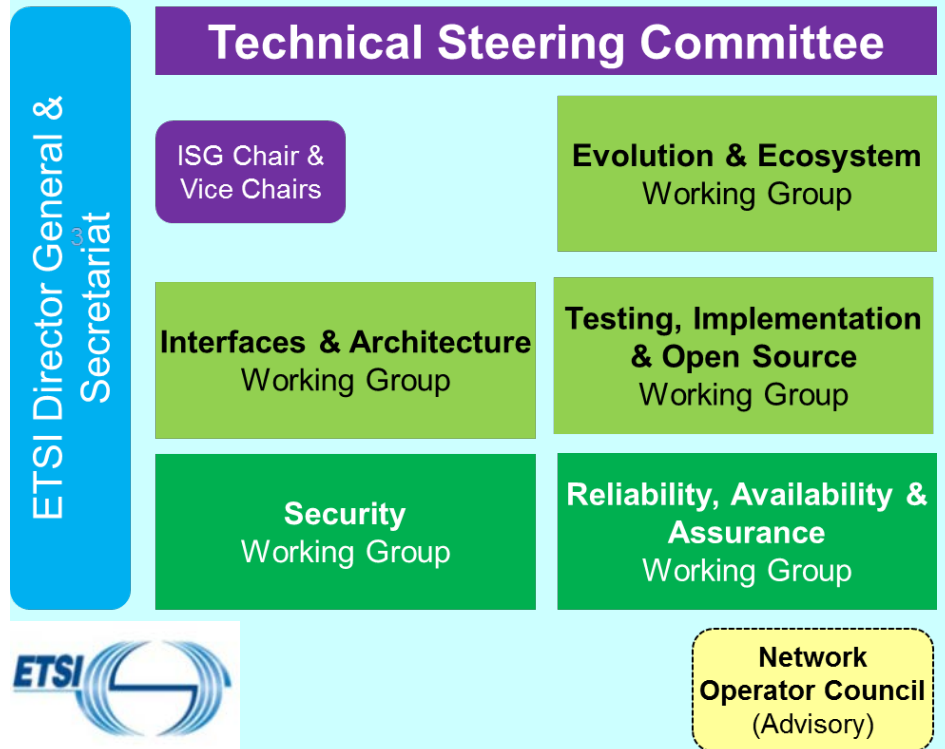 Technical Steering Committee
ETSI Director General &
Secretariat
3
ISG Chair &
Vice Chairs
Evolution & Ecosystem
Working Group
Interfaces & Architecture
Working Group
Testing, Implementation
& Open Source
Working Group
Security
Working Group
Reliability, Availability &
Assurance
Working Group
ETSI
Network
Operator Council
(Advisory)